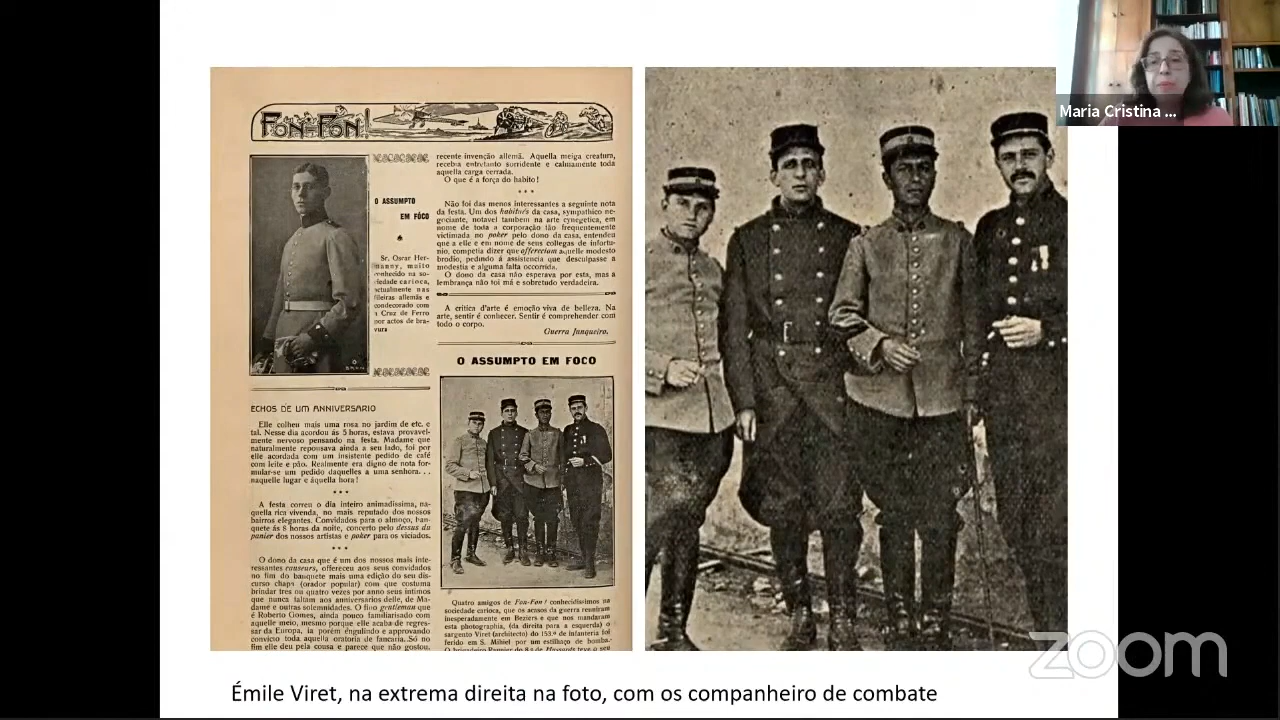 FON-FON!
O ASSUMPTO
EM FÓCO
Sr. Oscar Her-
manny, muito
conhecido na so-
ciedade carioca,
actualmente nas
fileiras allemãs e
condecorado com
a Cruz de Ferro
por actos de bra-
vura
ECHOS DE UM ANNIVERSARIO
Elle colheu mais uma rosa no jardim de etc. e
tal. Nesse dia acordou ás 5 horas, estava provavel-
mente nervoso pensando na festa. Madame que
naturalmente repousava ainda a seu lado, foi por
elle acordada com um insistente pedido de café
com leite e pão. Realmente era digno de nota for-
mular-se um pedido daquelles a uma senhora...
naquelle lugar e áquella hora!
***
A festa correu o dia inteiro animadissima, na-
quella rica vivenda, no mais reputado dos nossos
bairros elegantes. Convidados para o almoço, ban-
quete ás 8 horas da noite, concerto pelo dessus du
panier dos nossos artistas e poker para os viciados.
***
O dono da casa que é um dos nossos mais inte-
ressantes causeurs, offereceu aos seus convidados
no fim do banquete mais uma edição do seu dis-
curso chapa (orador popular) com que costuma
brindar tres ou quatro vezes por anno seus intimos
que nunca faltam aos anniversarios delle, de Ma-
dame e outras solemnidades. O fino gentleman que
é Roberto Gomes, ainda pouco familiarisado com
aquelle meio, mesmo porque elle acaba de regres-
sar da Europa, ia porém engulindo e approvando
convicto toda aquella oratoria de fancaria. Só no
fim elle deu pela cousa e parece que não gostou.
recente invenção allemã. Aquella meiga creatura,
recebia entretanto sorridente e calmamente toda
aquella carga cerrada.
O que é a força do habito!
***
Não foi das menos interessantes a seguinte nota
da festa. Um dos habitués da casa, sympathico ne-
gociante, notavel tambem na arte cynegetica, em
nome de toda a corporação tão frequentemente
victimada no poker pelo dono da casa, entendeu
que a elle e em nome de seus collegas de infortu-
nio, competia dizer que offereciam aquelle modesto
brodio, pedindo á assistencia que desculpasse a
modestia e alguma falta occorrida.
O dono da casa não esperava por esta, mas a
lembrança não foi má e sobretudo verdadeira.
A critica d'arte é emoção viva de belleza. Na
arte, sentir é conhecer. Sentir é comprehender com
todo o corpo.
Guerra Junqueiro.
O ASSUMPTO EM FOCO
Quatro amigos de Fon-Fon! conhecidissimos na
sociedade carioca, que os acasos da guerra reuniram
inesperadamente em Beziers e que nos mandaram
esta photographia, (da direita para a esquerda) o
sargento Viret (architecto) do 153.º de infanteria foi
ferido em S. Mihiel por um estilhaço de bomba.
Maria Cristina ...
zoom
Émile Viret, na extrema direita na foto, com os companheiro de combate